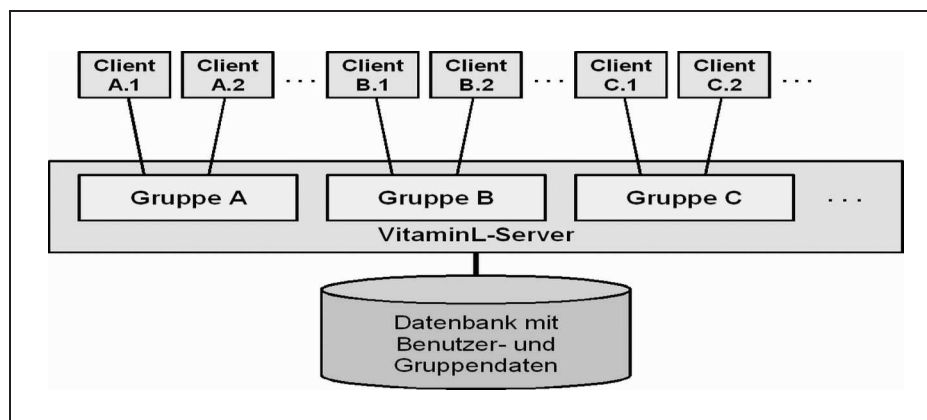 Client A.1
Client A.2
. . .
Client B.1
Client B.2
. . .
Client C.1
Client C.2
. . .
Gruppe A
Gruppe B
Gruppe C
. . .
VitaminL-Server
Datenbank mit
Benutzer- und
Gruppendaten